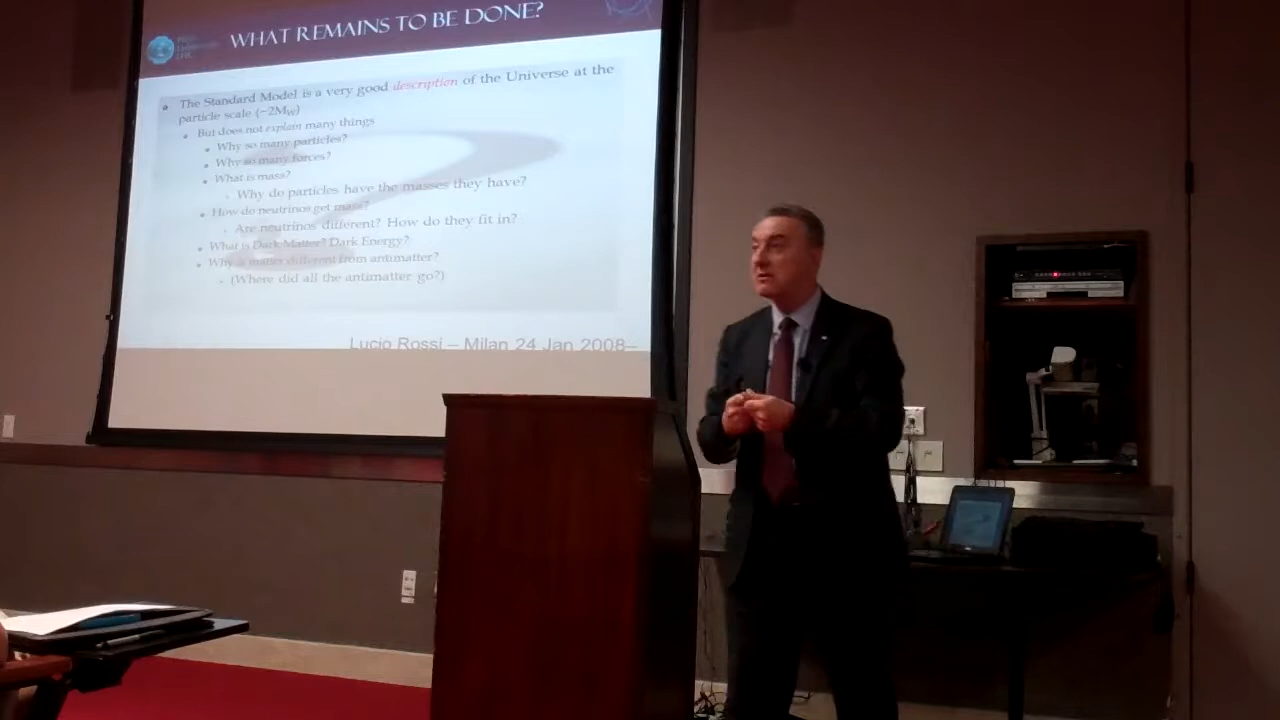 WHAT REMAINS TO BE DONE?
The Standard Model is a very good description of the Universe at the
particle scale (~2Mw)
But does not explain many things
Why so many particles?
Why so many forces?
What is mass?
Why do particles have the masses they have?
How do neutrinos get mass?
Are neutrinos different? How do they fit in?
What is Dark Matter? Dark Energy?
Why is matter different from antimatter?
(Where did all the antimatter go?)
Lucio Rossi – Milan 24 Jan 2008–